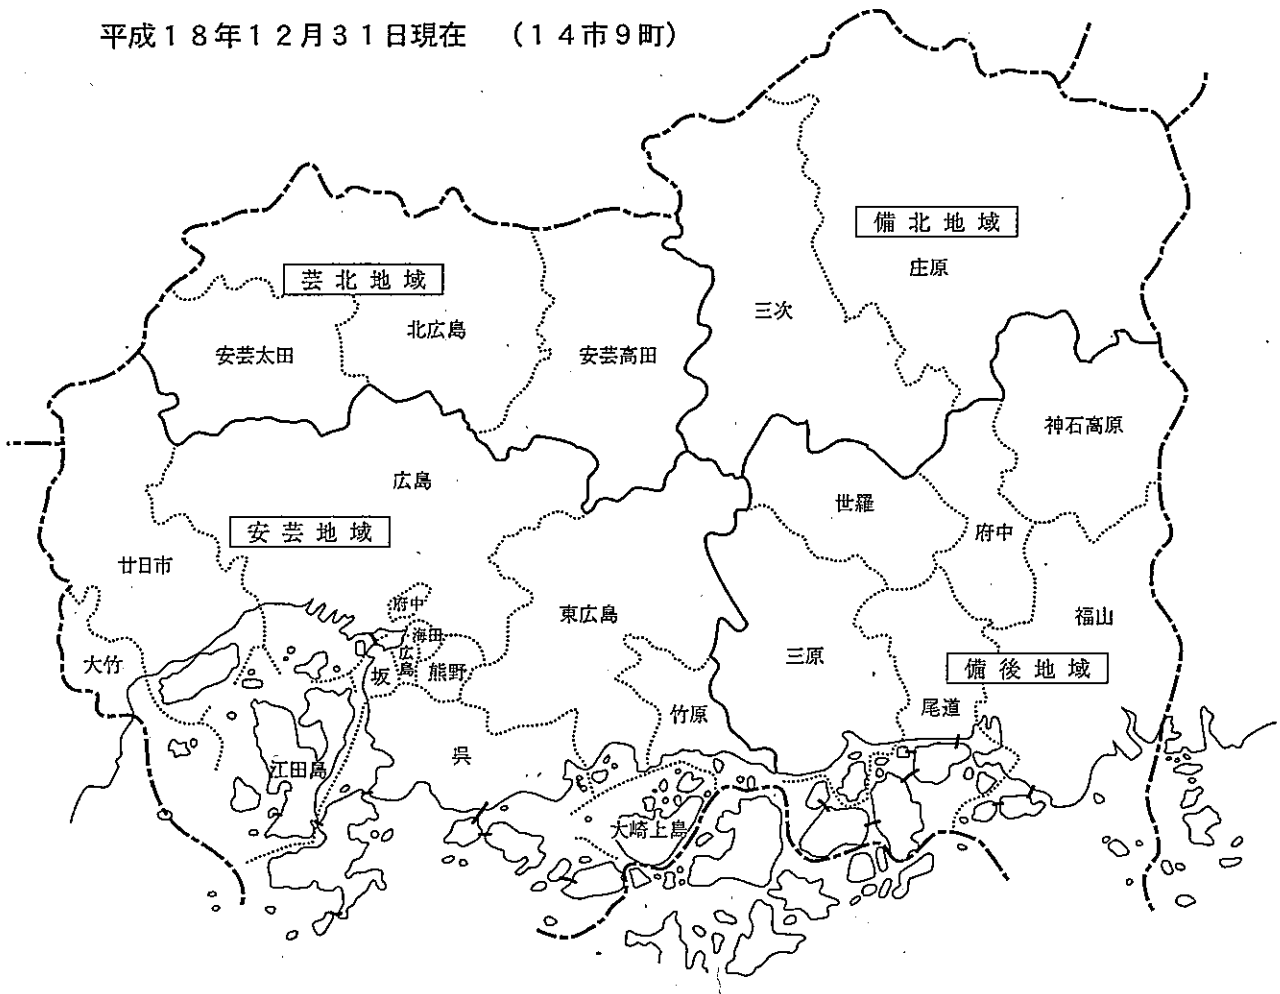 平成１８年１２月３１日現在　（１４市９町）
備北地域
庄原
三次
芸北地域
北広島
安芸太田
安芸高田
神石高原
広島
世羅
府中
安芸地域
廿日市
府中
東広島
福山
海田
大竹
坂
広島
熊野
三原
備後地域
竹原
尾道
呉
江田島
大崎上島